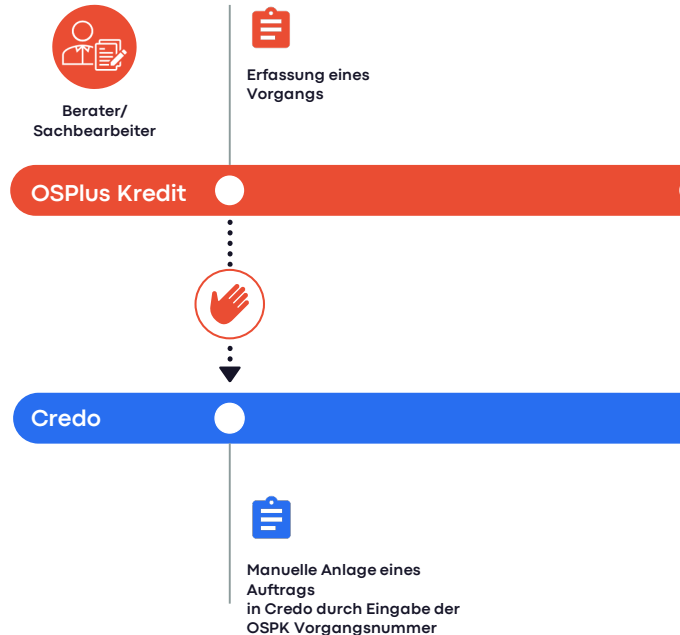 Erfassung eines
Vorgangs
Berater/
Sachbearbeiter
OSPlus Kredit
Credo
Manuelle Anlage eines
Auftrags
in Credo durch Eingabe der
OSPK Vorgangsnummer